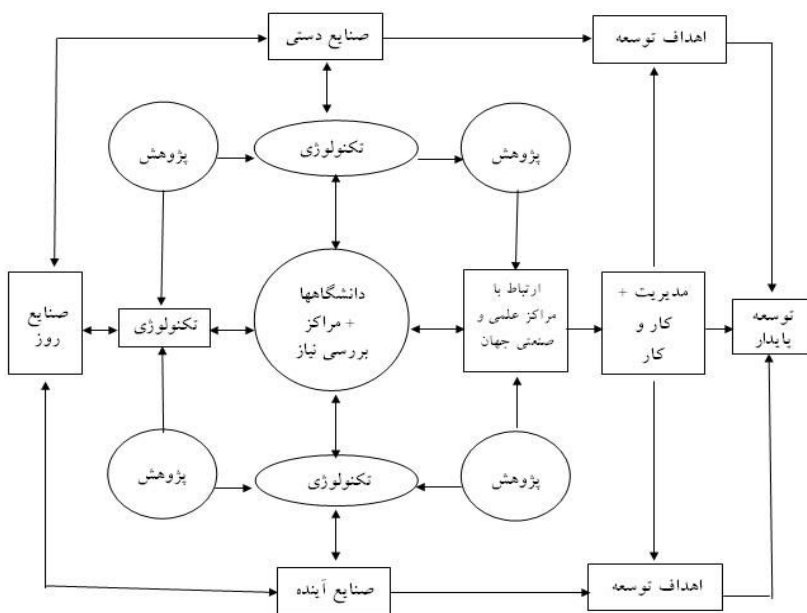 اهداف توسعه
صنایع دستی
پژوهش
تکنولوژی
پژوهش
توسعه
پایدار
مدیریت +
کار و
کار
ارتباط با
مراکز علمی و
صنعتی جهان
دانشگاهها
+ مراکز
بررسی نیاز
تکنولوژی
صنایع
روز
پژوهش
تکنولوژی
پژوهش
اهداف توسعه
صنایع آینده